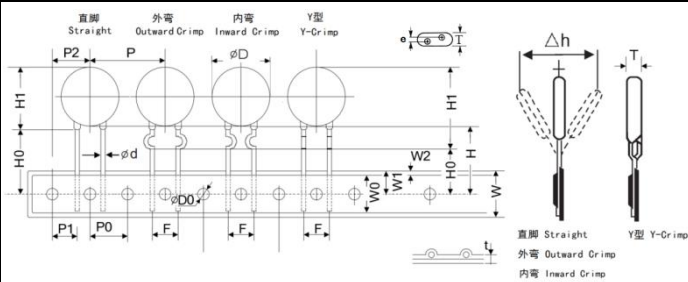 直脚 外弯 内弯 Y型
Straight Outward Crimp Inward Crimp Y-Crimp
e
I
△h
T
P2 P ØD
H1
H1
H
H0
Ød
W2
H0
W1
W0
W
ØD0
P1 P0 F F F
t
直脚 Straight Y型 Y-Crimp
外弯 Outward Crimp
内弯 Inward Crimp